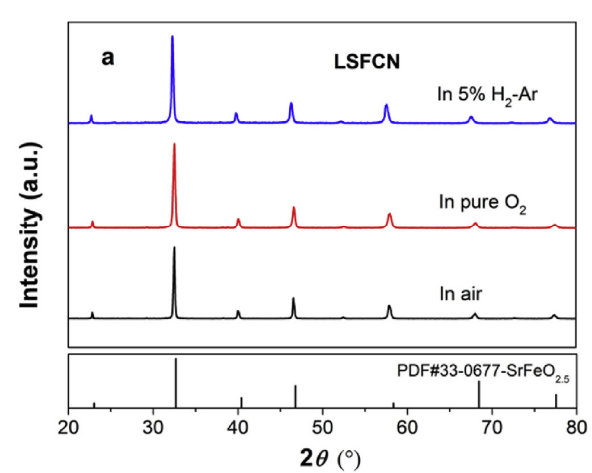 a
LSFCN
In 5% H₂-Ar
In pure O₂
In air
Intensity (a.u.)
PDF#33-0677-SrFeO₂.₅
20 30 40 50 60 70 80
2θ (°)